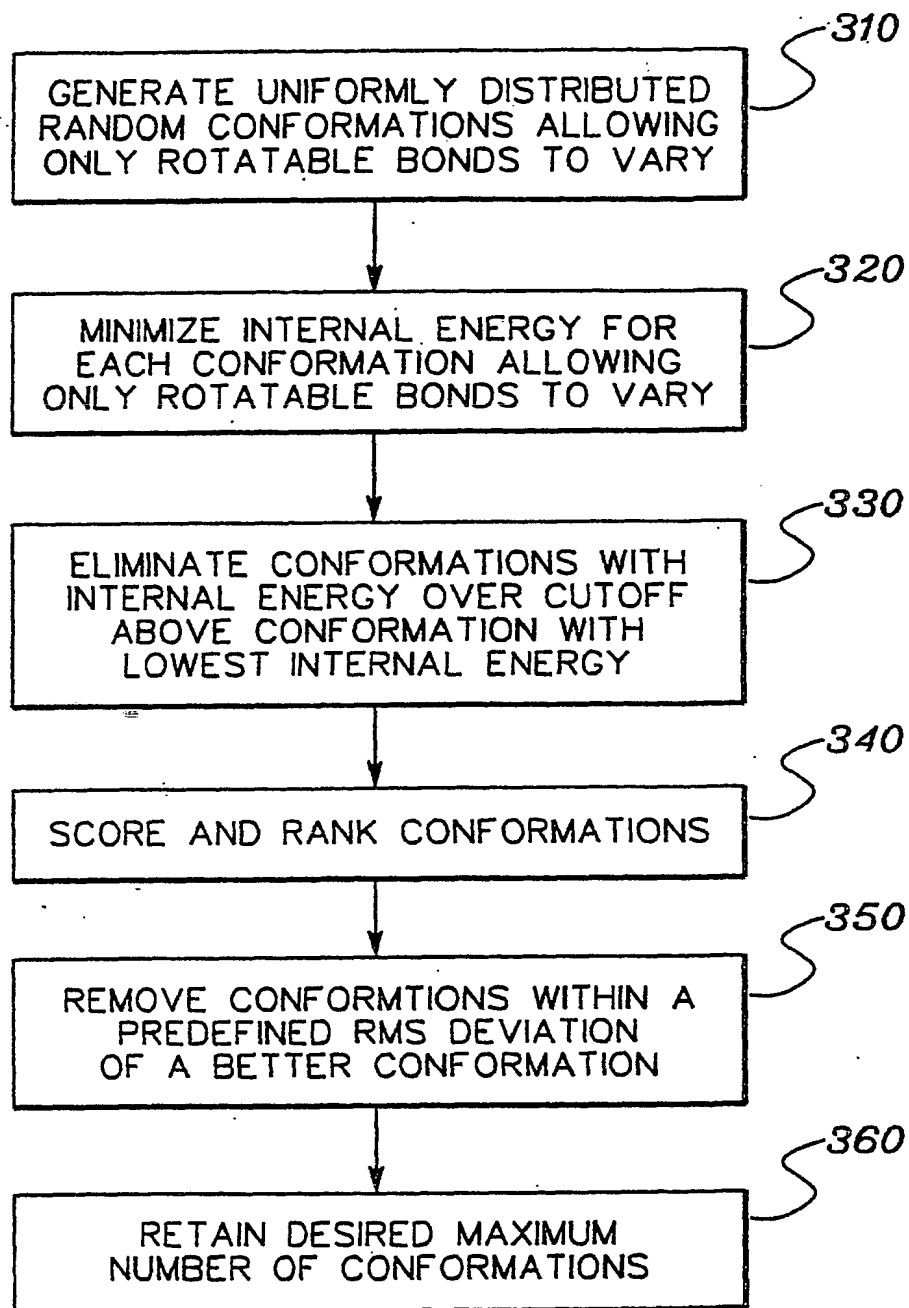 310
GENERATE UNIFORMLY DISTRIBUTED
RANDOM CONFORMATIONS ALLOWING
ONLY ROTATABLE BONDS TO VARY
320
MINIMIZE INTERNAL ENERGY FOR
EACH CONFORMATION ALLOWING
ONLY ROTATABLE BONDS TO VARY
330
ELIMINATE CONFORMATIONS WITH
INTERNAL ENERGY OVER CUTOFF
ABOVE CONFORMATION WITH
LOWEST INTERNAL ENERGY
340
SCORE AND RANK CONFORMATIONS
350
REMOVE CONFORMTIONS WITHIN A
PREDEFINED RMS DEVIATION
OF A BETTER CONFORMATION
360
RETAIN DESIRED MAXIMUM
NUMBER OF CONFORMATIONS